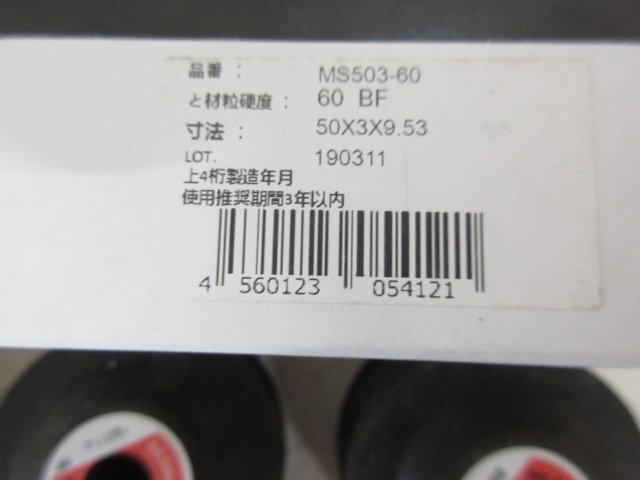 品番 : MS503-60
と材粒硬度 : 60 BF
寸法 : 50X3X9.53
LOT. 190311
上4桁製造年月
使用推奨期間3年以内
4 560123 054121